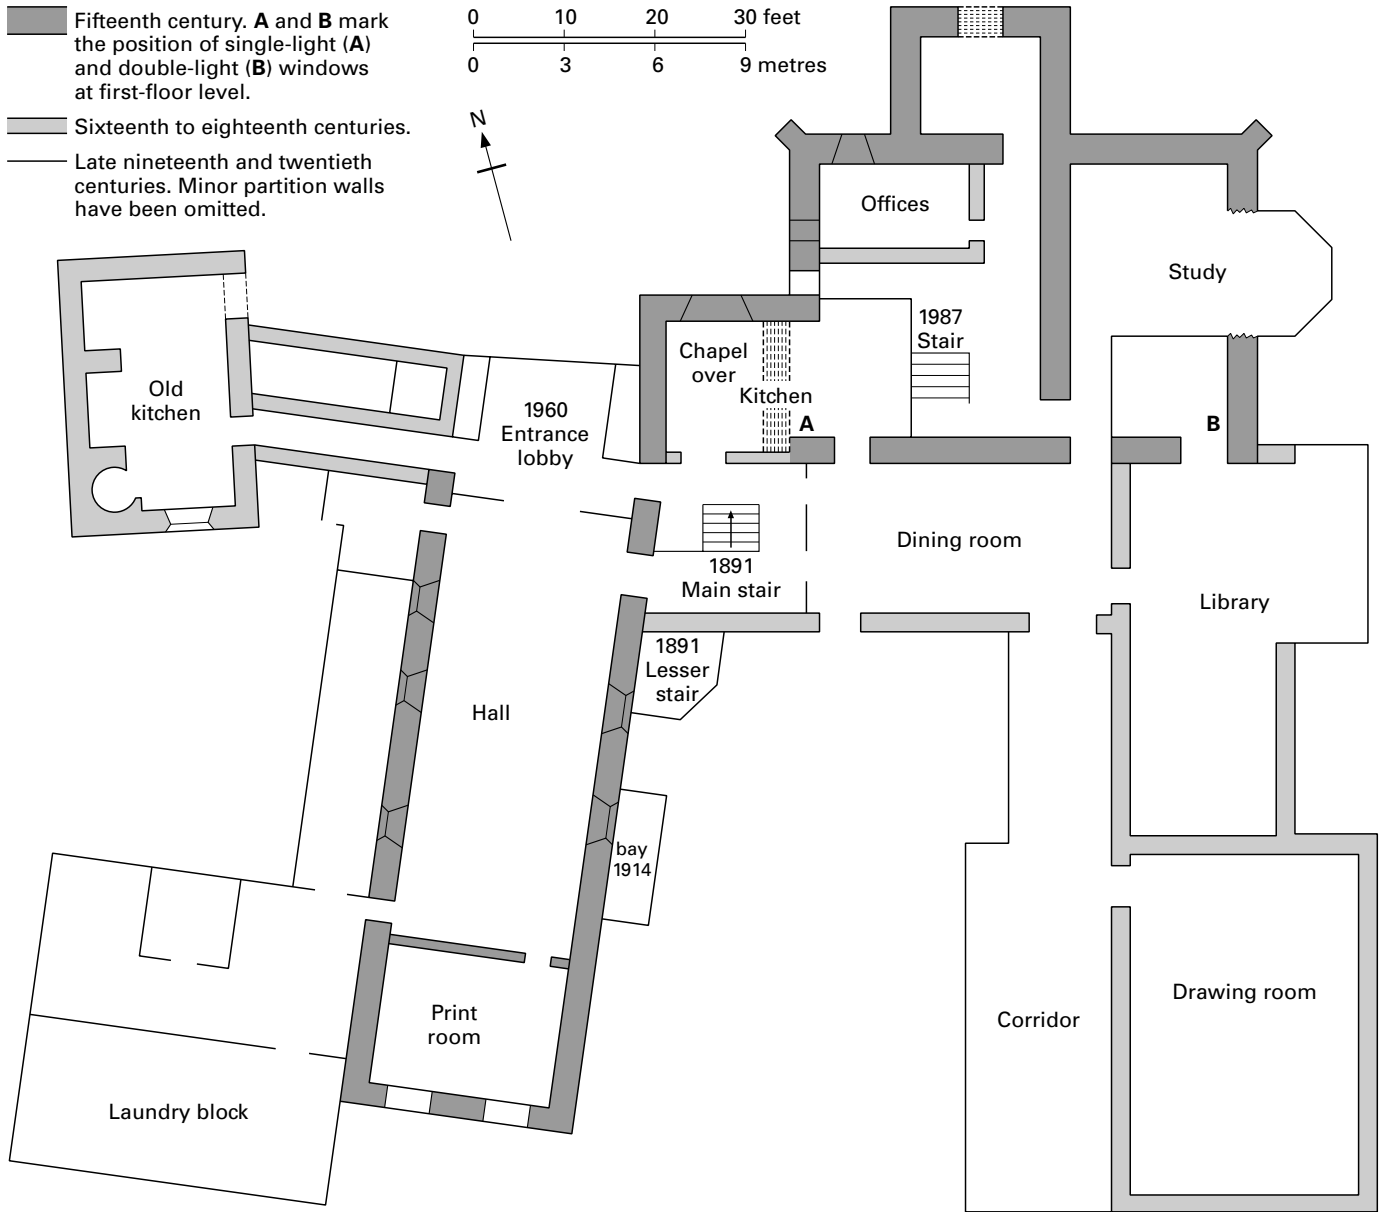 Fifteenth century. A and B mark
the position of single-light (A)
and double-light (B) windows
at first-floor level.
Sixteenth to eighteenth centuries.
Late nineteenth and twentieth
centuries. Minor partition walls
have been omitted.
0 10 20 30 feet
0 3 6 9 metres
N
Offices
Study
1987
Stair
Chapel
over
Kitchen
A
B
Old
kitchen
1960
Entrance
lobby
1891
Main stair
Dining room
Library
1891
Lesser
stair
Hall
bay
1914
Print
room
Corridor
Drawing room
Laundry block